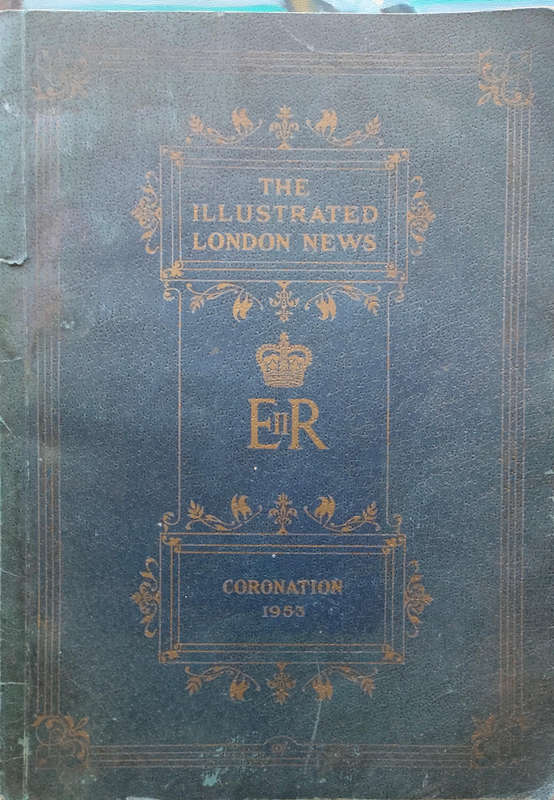 THE
ILLUSTRATED
LONDON NEWS
EIIR
CORONATION
1953